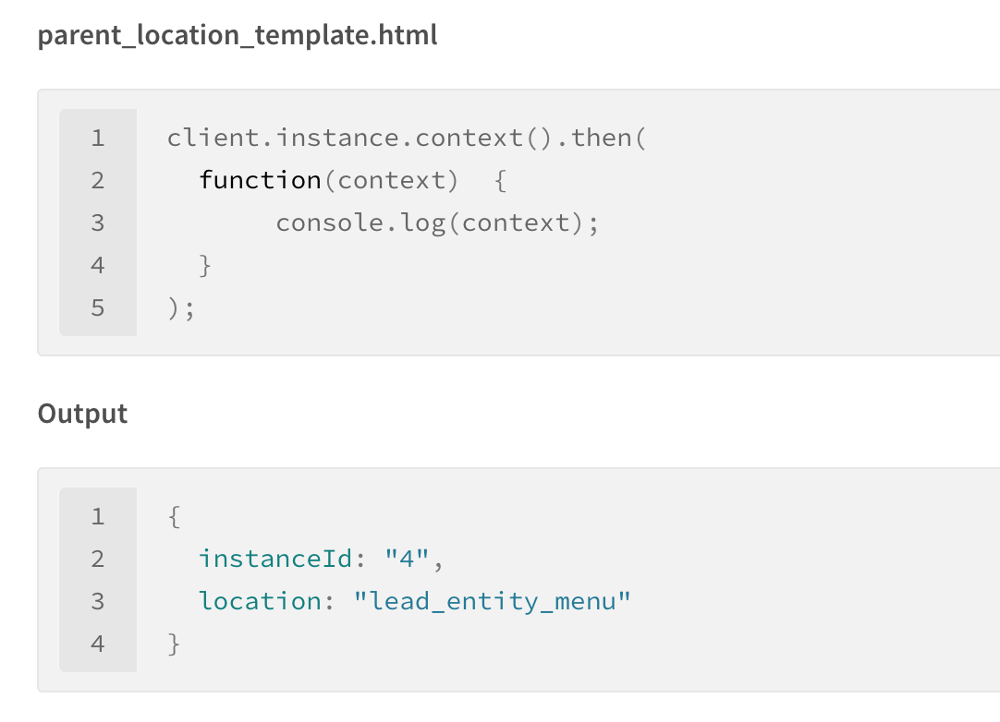 parent_location_template.html
1 client.instance.context().then(
2   function(context)  {
3        console.log(context);
4   }
5 );
Output
1 {
2   instanceId: "4",
3   location: "lead_entity_menu"
4 }